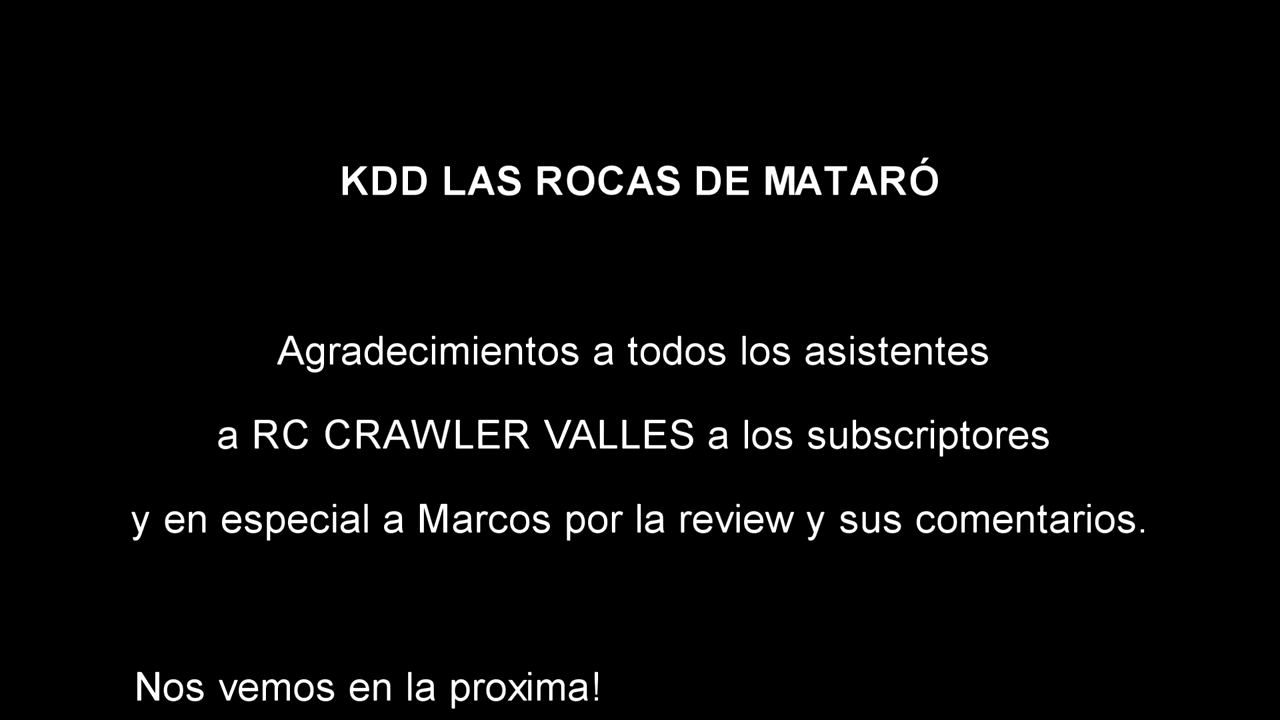 KDD LAS ROCAS DE MATARÓ
Agradecimientos a todos los asistentes
a RC CRAWLER VALLES a los subscriptores
y en especial a Marcos por la review y sus comentarios.
Nos vemos en la proxima!